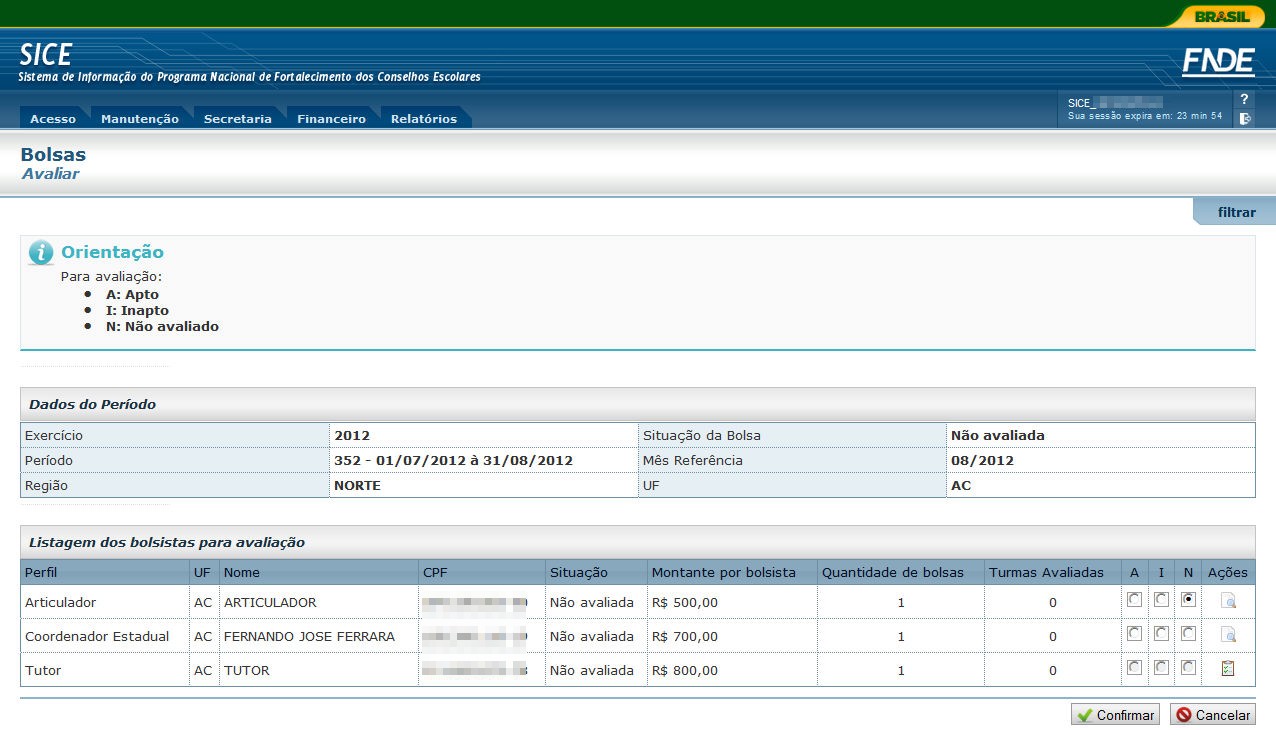 BRASIL
SICE
Sistema de Informação do Programa Nacional de Fortalecimento dos Conselhos Escolares
FNDE
Acesso Manutenção Secretaria Financeiro Relatórios
SICE_
?
Sua sessão expira em: 23 min 54
Bolsas
Avaliar
filtrar
Orientação
Para avaliação:
• A: Apto
• I: Inapto
• N: Não avaliado
Dados do Período
Exercício 2012 Situação da Bolsa Não avaliada
Período 352 - 01/07/2012 à 31/08/2012 Mês Referência 08/2012
Região NORTE UF AC
Listagem dos bolsistas para avaliação
Perfil UF Nome CPF Situação Montante por bolsista Quantidade de bolsas Turmas Avaliadas A I N Ações
Articulador AC ARTICULADOR Não avaliada R$ 500,00 1 0
Coordenador Estadual AC FERNANDO JOSE FERRARA Não avaliada R$ 700,00 1 0
Tutor AC TUTOR Não avaliada R$ 800,00 1 0
Confirmar Cancelar